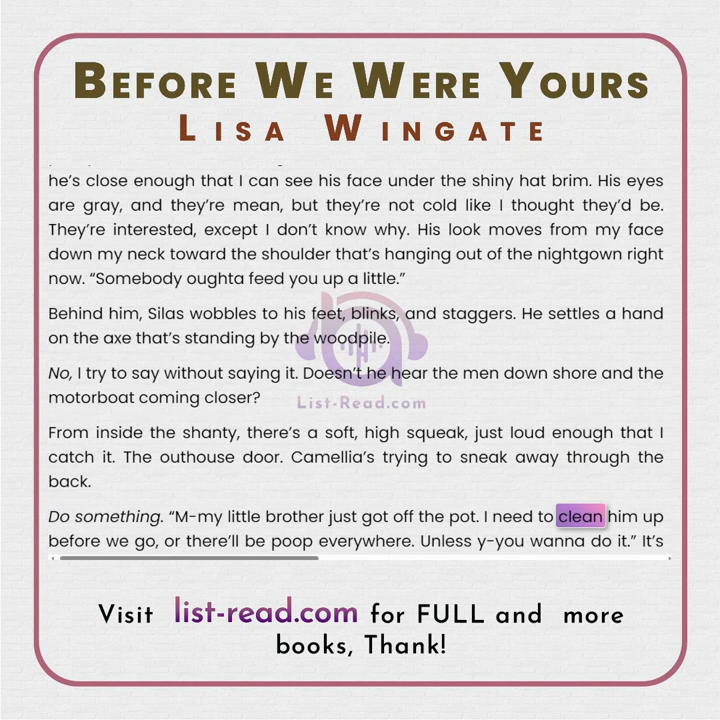 BEFORE WE WERE YOURS
LISA WINGATE
he's close enough that I can see his face under the shiny hat brim. His eyes
are gray, and they're mean, but they're not cold like I thought they'd be.
They're interested, except I don't know why. His look moves from my face
down my neck toward the shoulder that's hanging out of the nightgown right
now. “Somebody oughta feed you up a little.”
Behind him, Silas wobbles to his feet, blinks, and staggers. He settles a hand
on the axe that's standing by the woodpile.
No, I try to say without saying it. Doesn't he hear the men down shore and the
motorboat coming closer?
List-Read.com
From inside the shanty, there's a soft, high squeak, just loud enough that I
catch it. The outhouse door. Camellia's trying to sneak away through the
back.
Do something. “M-my little brother just got off the pot. I need to clean him up
before we go, or there'll be poop everywhere. Unless y-you wanna do it.” It's
Visit list-read.com for FULL and more
books, Thank!